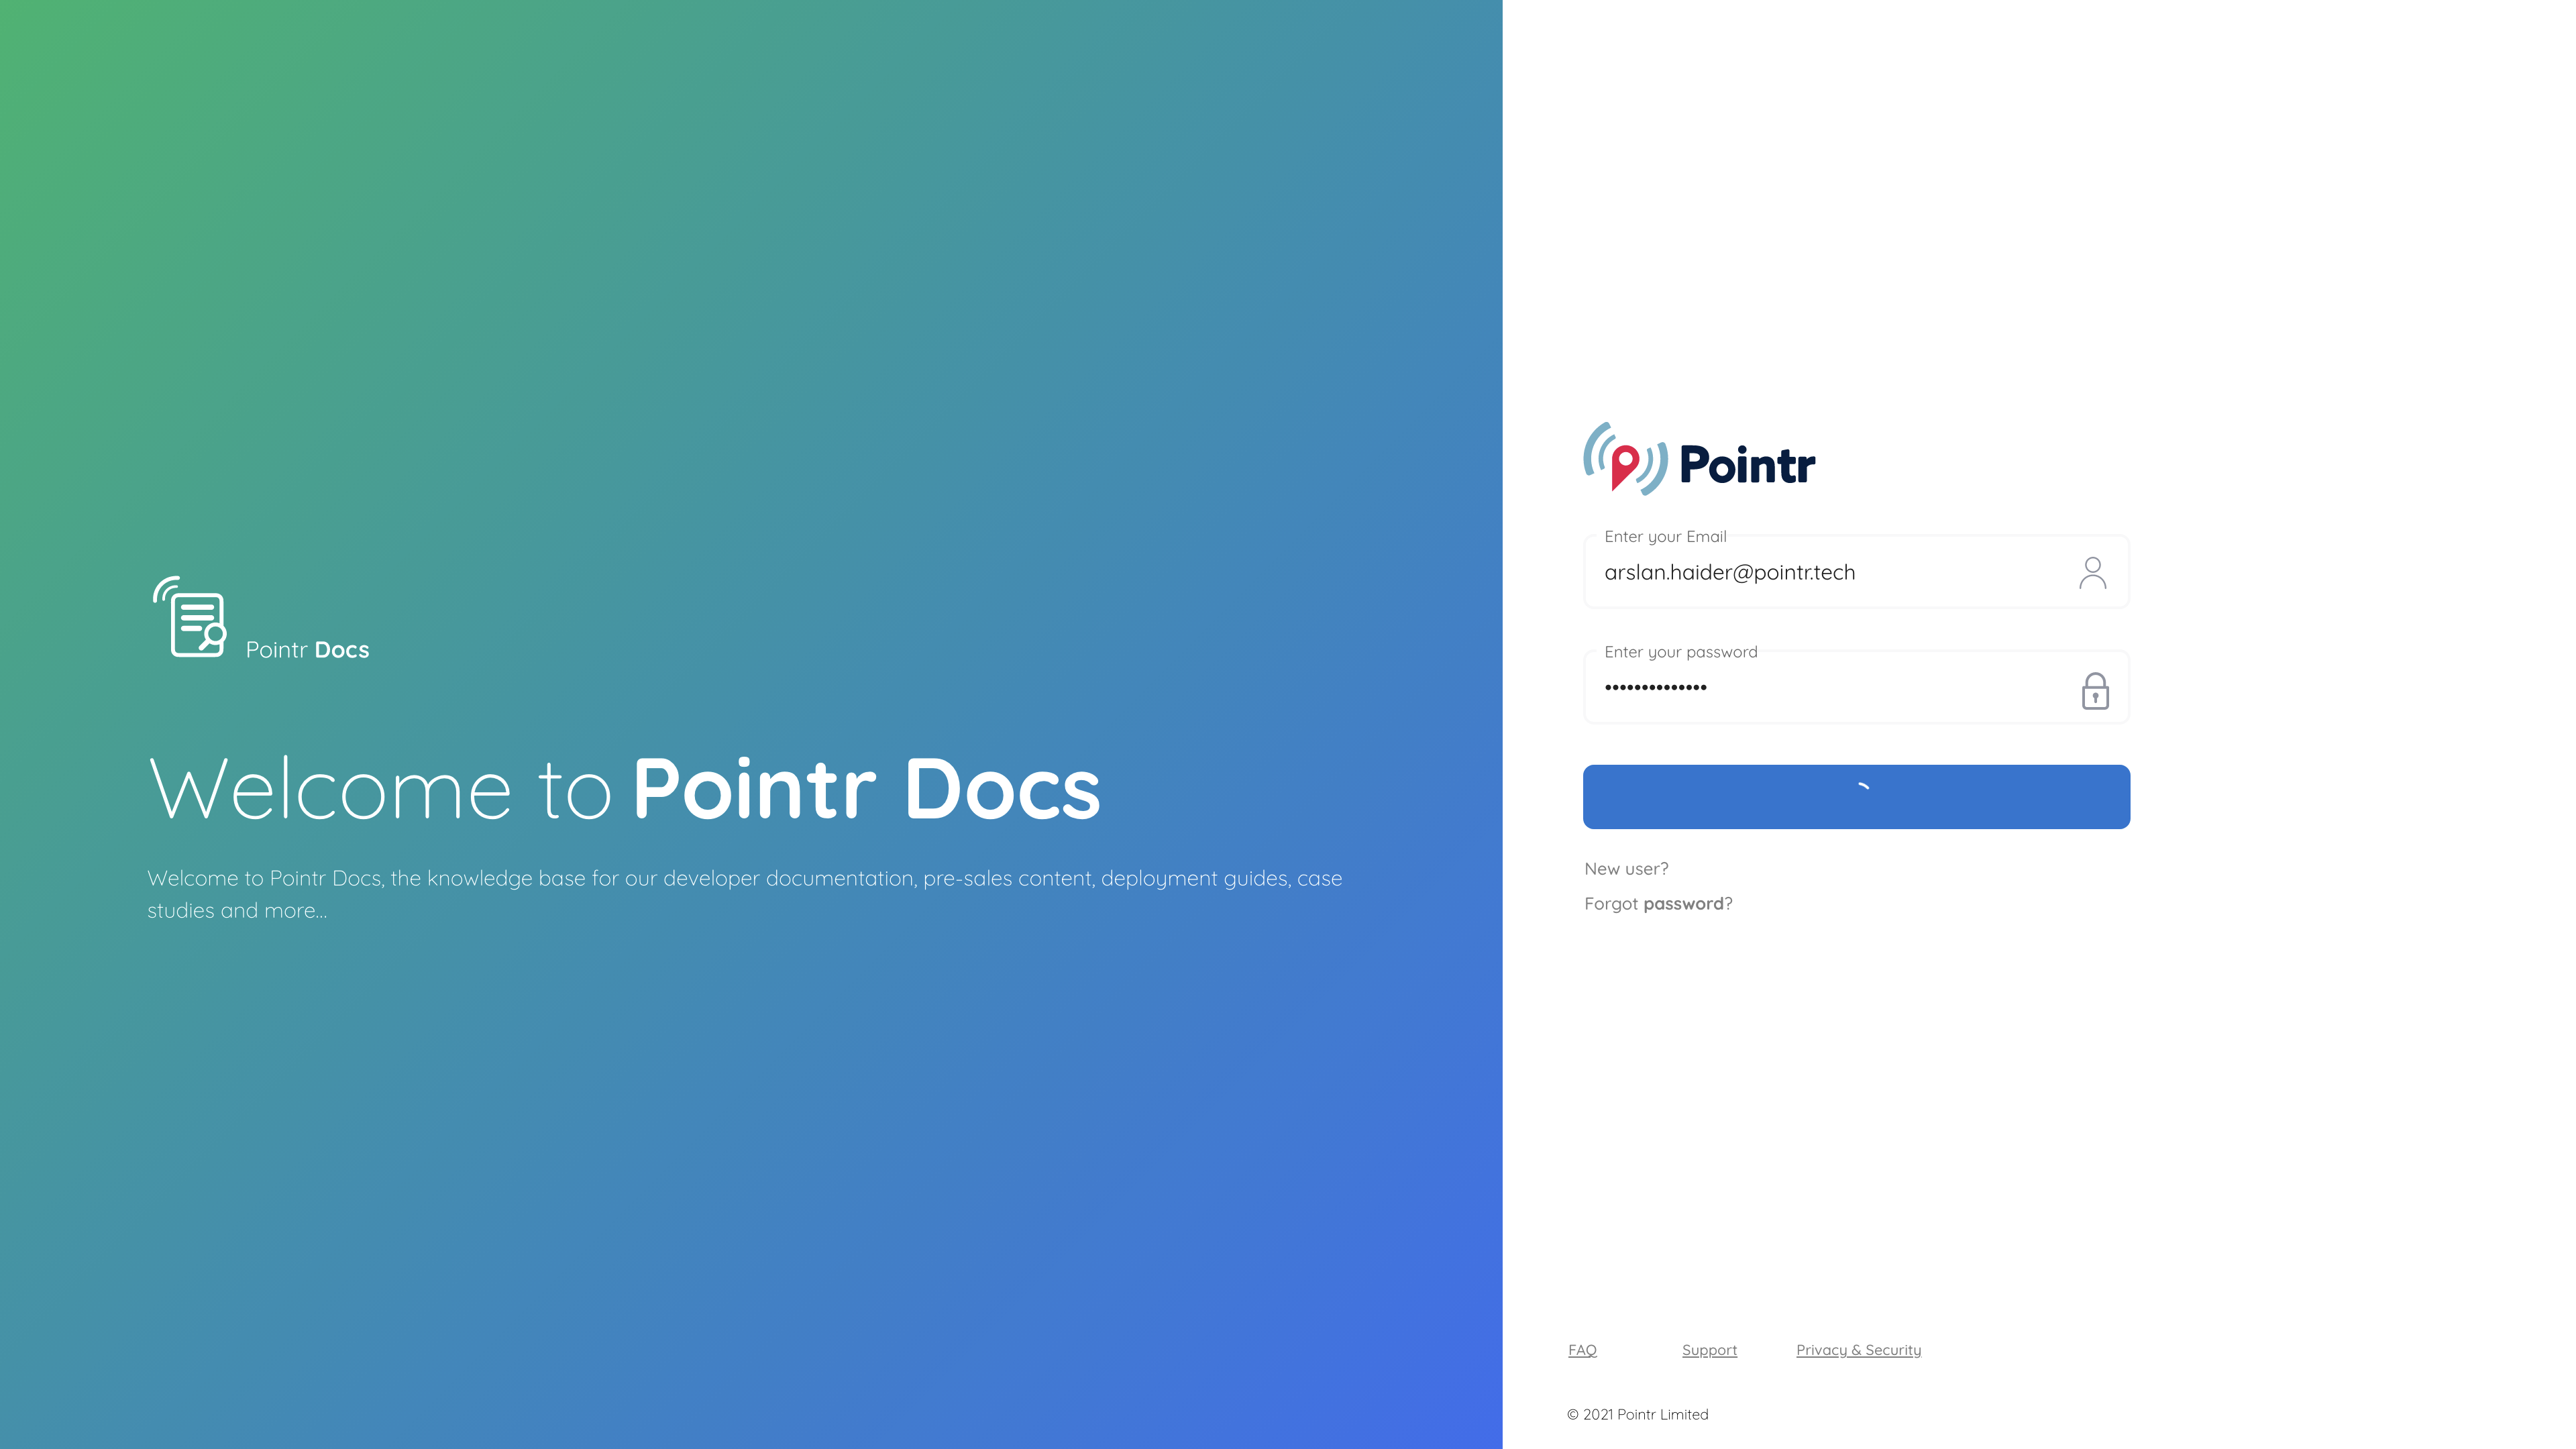 Pointr Docs
Welcome to Pointr Docs
Welcome to Pointr Docs, the knowledge base for our developer documentation, pre-sales content, deployment guides, case
studies and more...
Pointr
Enter your Email
arslan.haider@pointr.tech
Enter your password
••••••••••••••
New user?
Forgot password?
FAQ
Support
Privacy & Security
© 2021 Pointr Limited